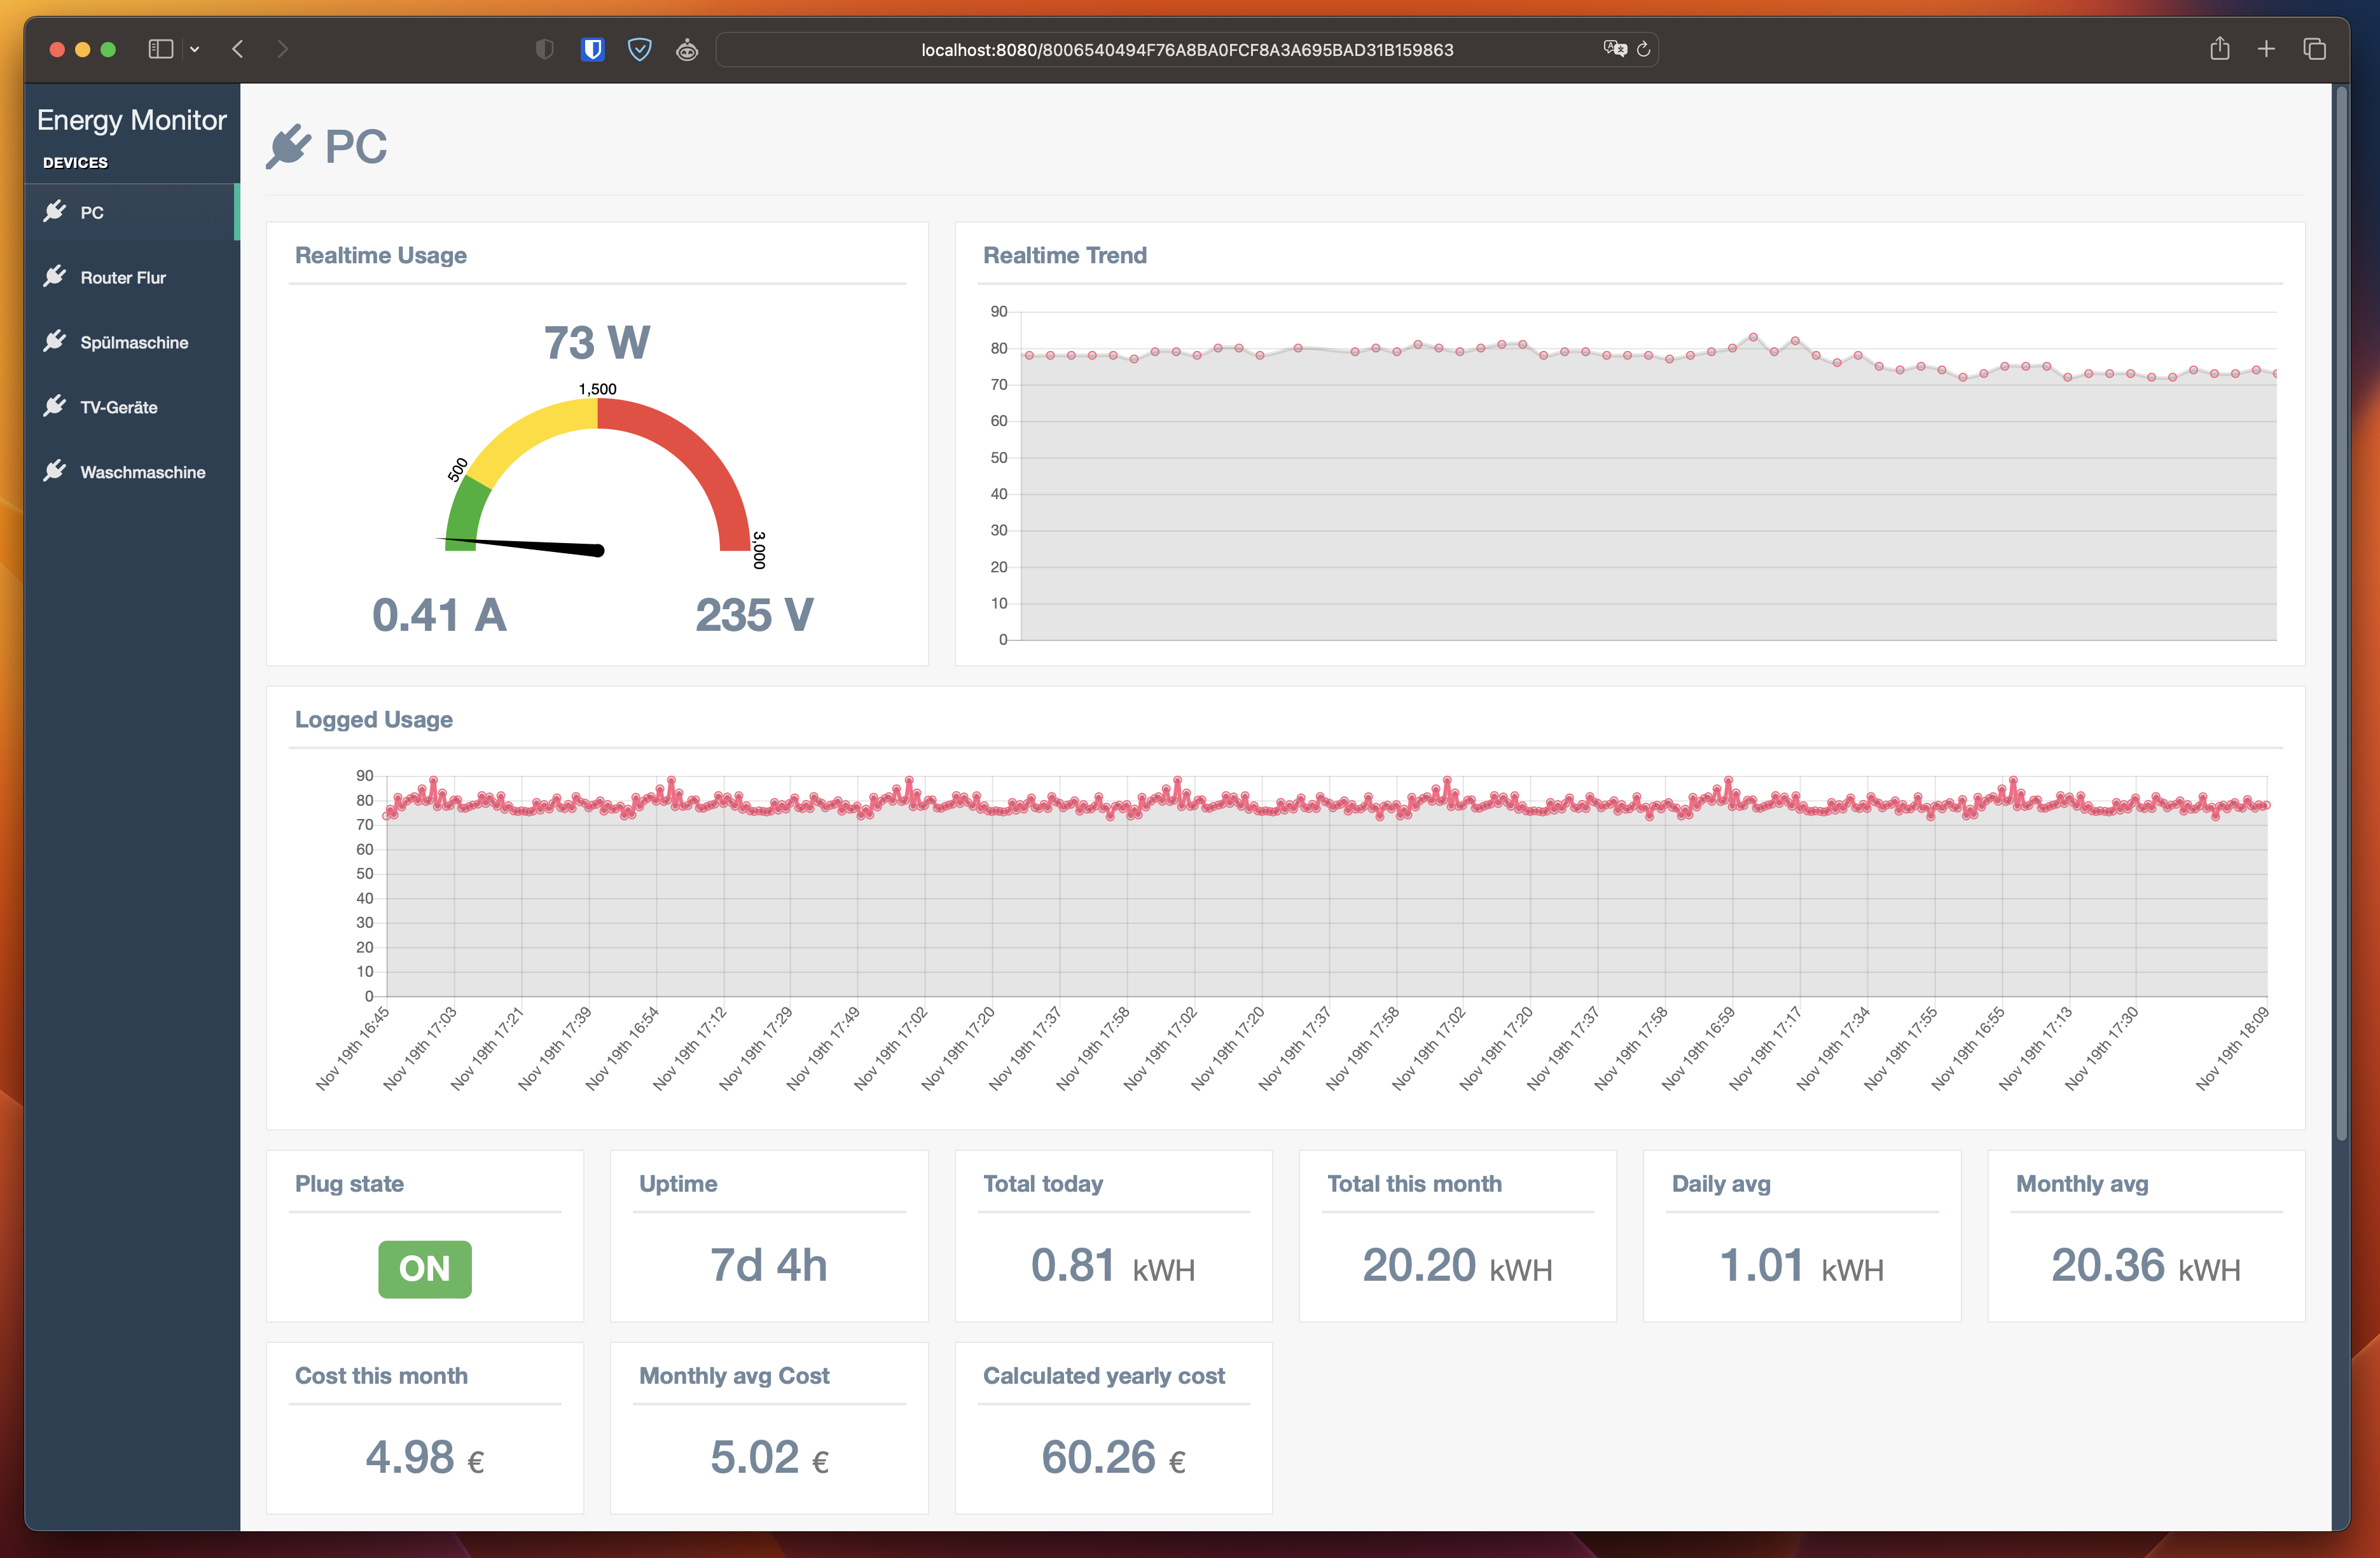 localhost:8080/8006540494F76A8BA0FCF8A3A695BAD31B159863
Energy Monitor
DEVICES
PC
Router Flur
Spülmaschine
TV-Geräte
Waschmaschine
PC
Realtime Usage
73 W
1,500
500
3,000
0.41 A
235 V
Realtime Trend
90
80
70
60
50
40
30
20
10
0
Logged Usage
90
80
70
60
50
40
30
20
10
0
Nov 19th 16:45
Nov 19th 17:03
Nov 19th 17:21
Nov 19th 17:39
Nov 19th 16:54
Nov 19th 17:12
Nov 19th 17:29
Nov 19th 17:49
Nov 19th 17:02
Nov 19th 17:20
Nov 19th 17:37
Nov 19th 17:58
Nov 19th 17:02
Nov 19th 17:20
Nov 19th 17:37
Nov 19th 17:58
Nov 19th 17:02
Nov 19th 17:20
Nov 19th 17:37
Nov 19th 17:58
Nov 19th 16:59
Nov 19th 17:17
Nov 19th 17:34
Nov 19th 17:55
Nov 19th 16:55
Nov 19th 17:13
Nov 19th 17:30
Nov 19th 18:09
Plug state
ON
Uptime
7d 4h
Total today
0.81 kWH
Total this month
20.20 kWH
Daily avg
1.01 kWH
Monthly avg
20.36 kWH
Cost this month
4.98 €
Monthly avg Cost
5.02 €
Calculated yearly cost
60.26 €